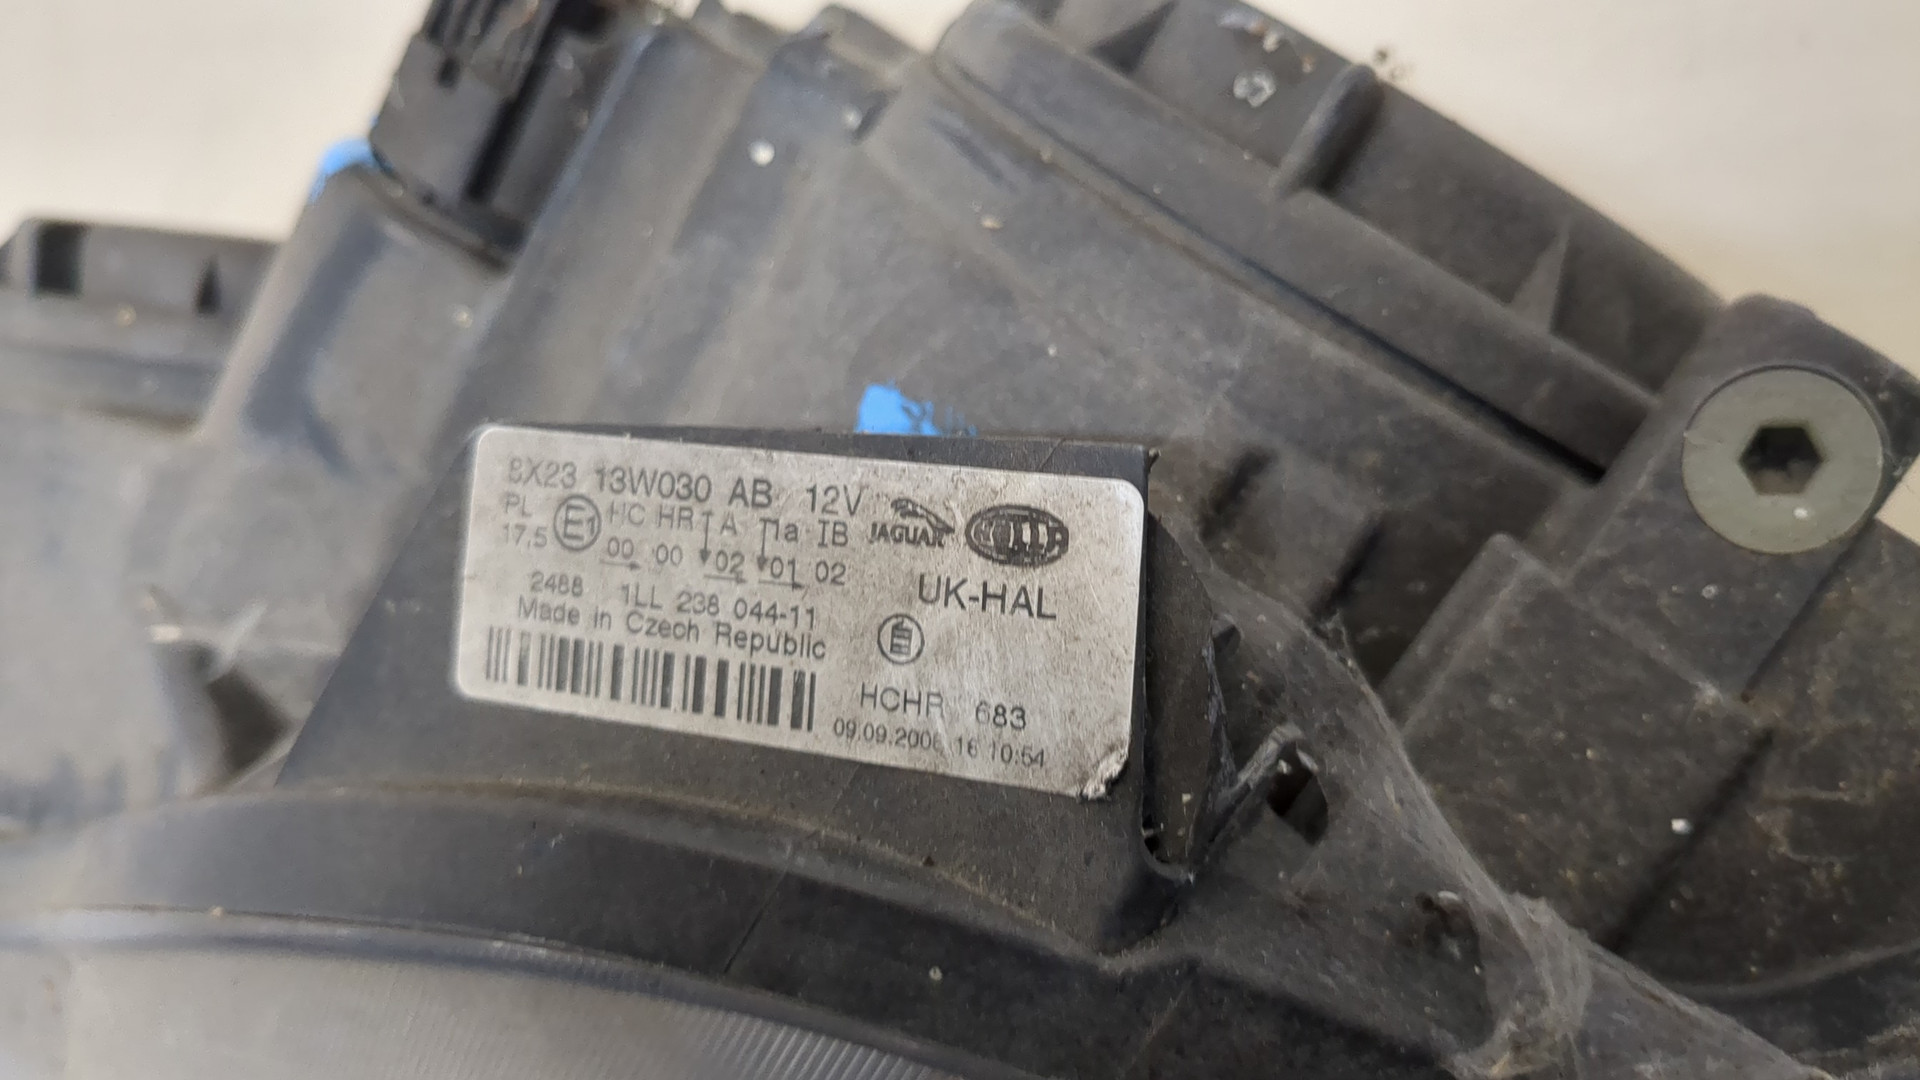 8X23 13W030 AB 12V
PL E1 HC HR A 1a IB JAGUAR HELLA
17,5 00 00 02 01 02
UK-HAL
2488 1LL 238 044-11
Made in Czech Republic
HCHR 683
09.09.2008 16 10:54